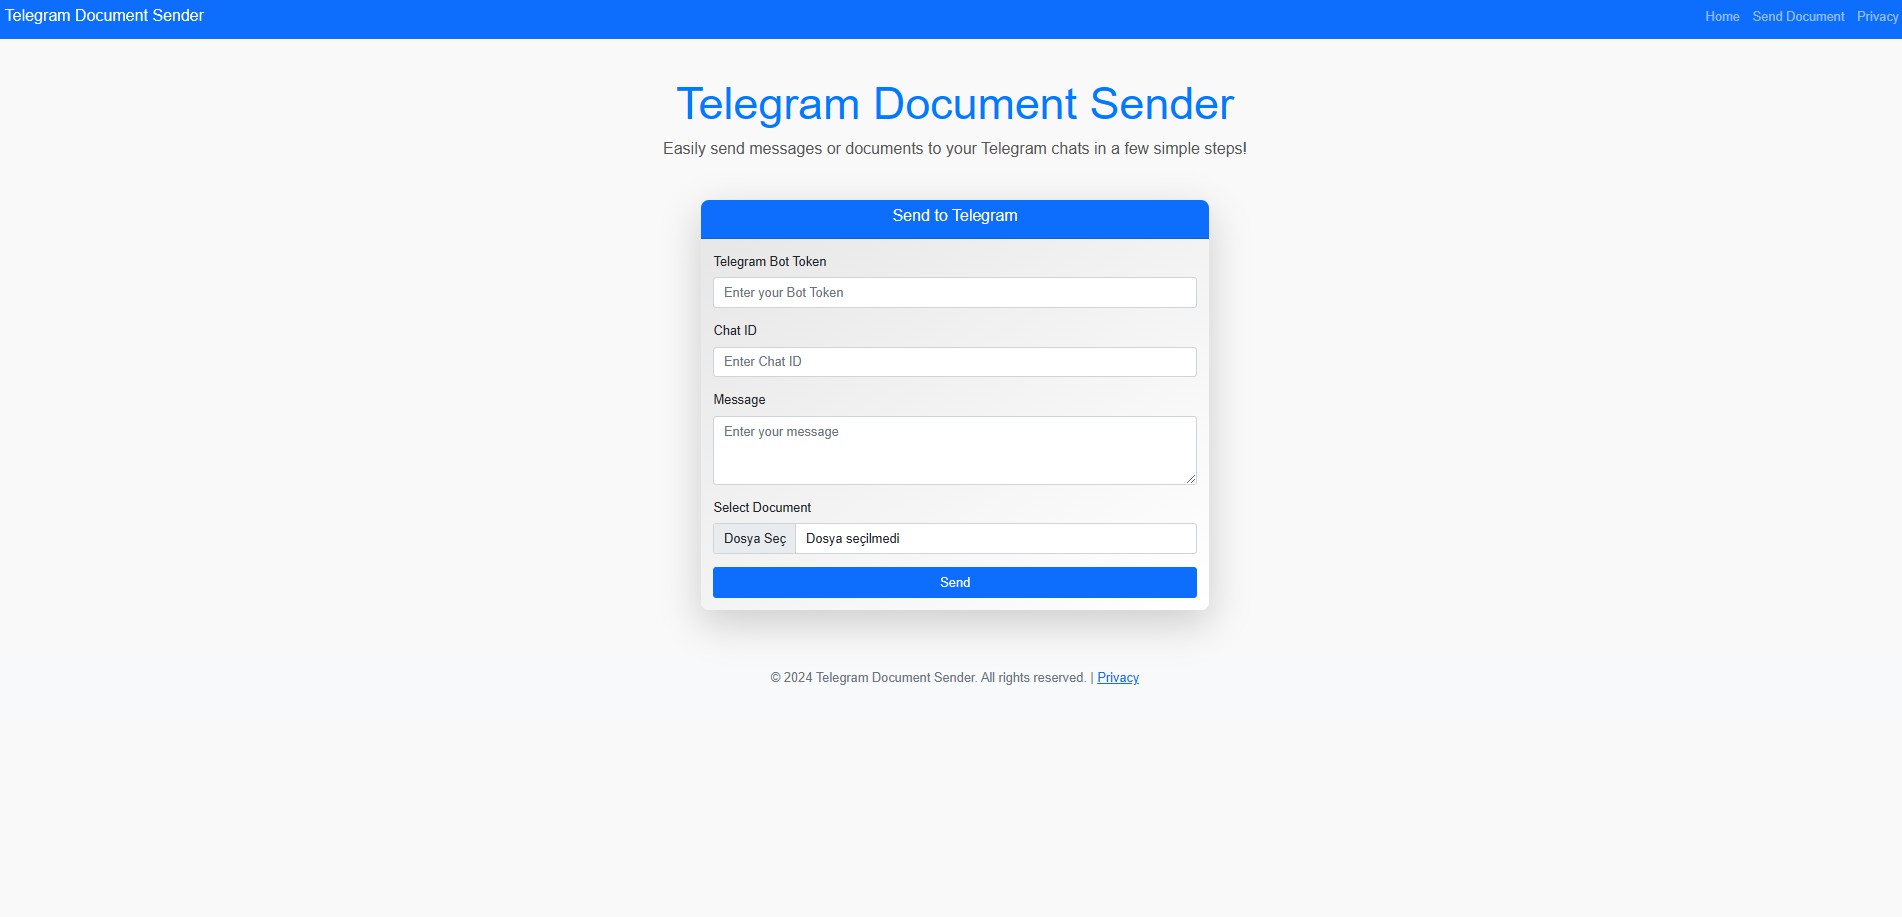 Telegram Document Sender
Home Send Document Privacy
Telegram Document Sender
Easily send messages or documents to your Telegram chats in a few simple steps!
Send to Telegram
Telegram Bot Token
Enter your Bot Token
Chat ID
Enter Chat ID
Message
Enter your message
Select Document
Dosya Seç Dosya seçilmedi
Send
© 2024 Telegram Document Sender. All rights reserved. | Privacy